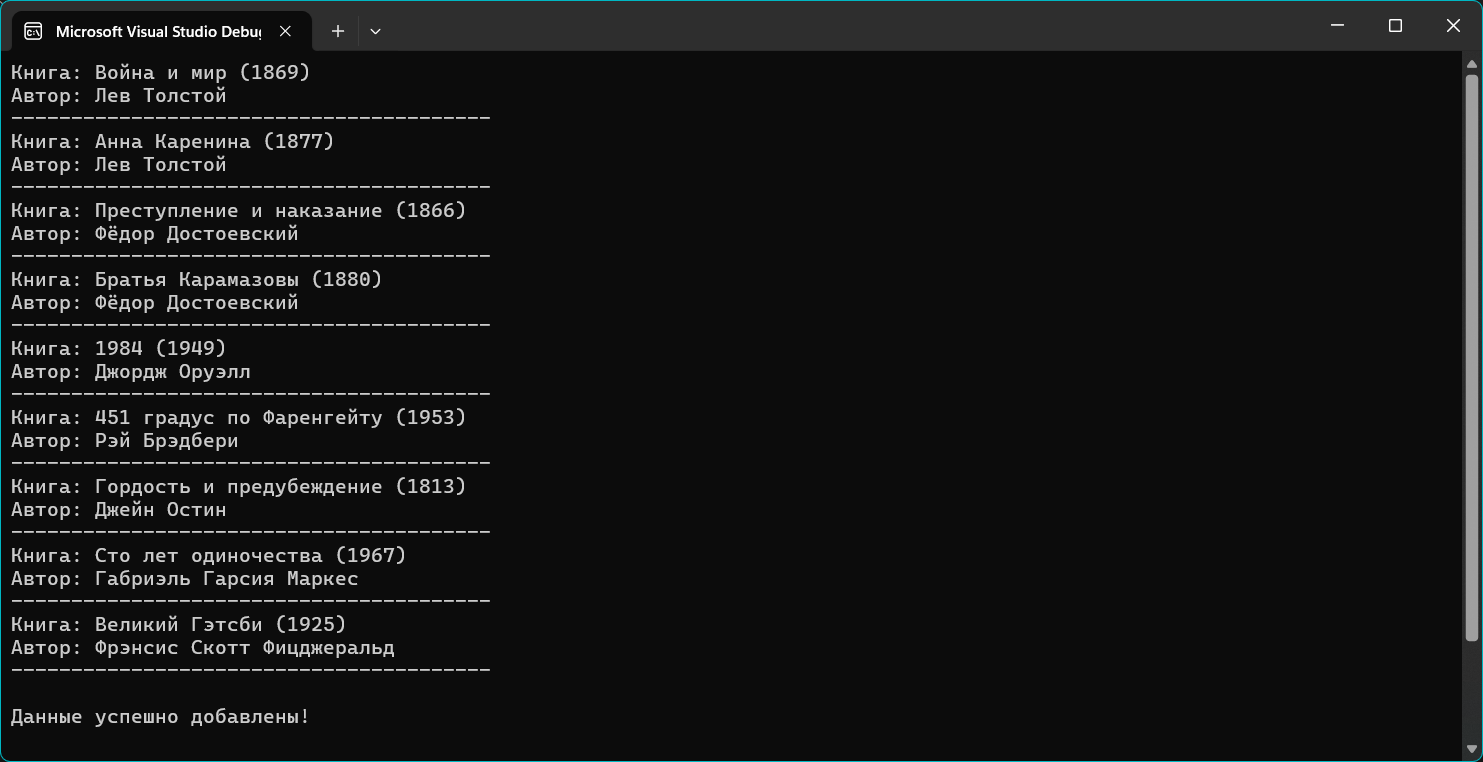 Microsoft Visual Studio Debug
Книга: Война и мир (1869)
Автор: Лев Толстой
----------------------------------------
Книга: Анна Каренина (1877)
Автор: Лев Толстой
----------------------------------------
Книга: Преступление и наказание (1866)
Автор: Фёдор Достоевский
----------------------------------------
Книга: Братья Карамазовы (1880)
Автор: Фёдор Достоевский
----------------------------------------
Книга: 1984 (1949)
Автор: Джордж Оруэлл
----------------------------------------
Книга: 451 градус по Фаренгейту (1953)
Автор: Рэй Брэдбери
----------------------------------------
Книга: Гордость и предубеждение (1813)
Автор: Джейн Остин
----------------------------------------
Книга: Сто лет одиночества (1967)
Автор: Габриэль Гарсия Маркес
----------------------------------------
Книга: Великий Гэтсби (1925)
Автор: Фрэнсис Скотт Фицджеральд
----------------------------------------
Данные успешно добавлены!